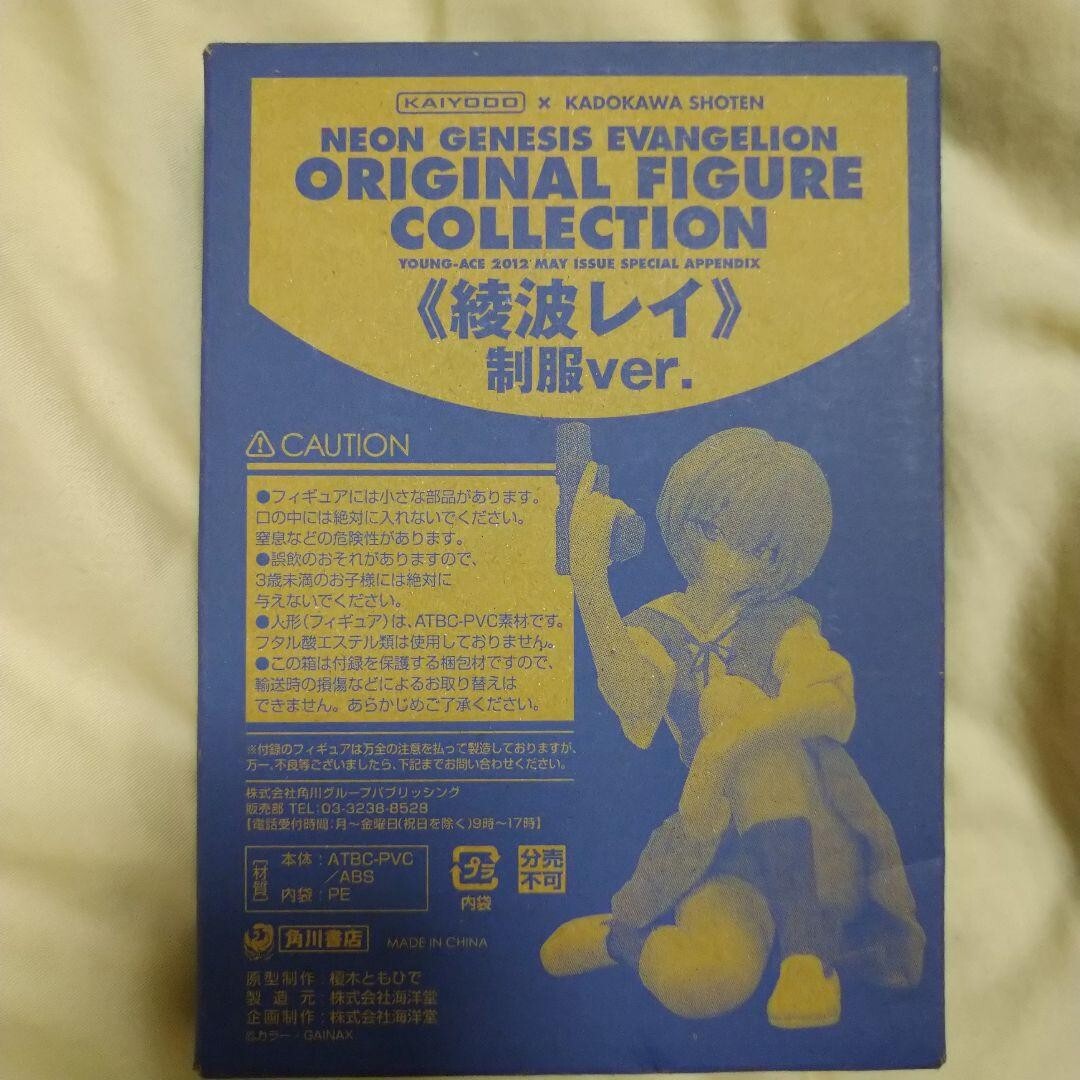 KAIYODO × KADOKAWA SHOTEN
NEON GENESIS EVANGELION
ORIGINAL FIGURE
COLLECTION
YOUNG-ACE 2012 MAY ISSUE SPECIAL APPENDIX
《綾波レイ》
制服ver.
CAUTION
●フィギュアには小さな部品があります。
口の中には絶対に入れないでください。
窒息などの危険性があります。
●誤飲のおそれがありますので、
3歳未満のお子様には絶対に
与えないでください。
●人形(フィギュア)は、ATBC-PVC素材です。
フタル酸エステル類は使用しておりません。
●この箱は付録を保護する梱包材ですので、
輸送時の損傷などによるお取り替えは
できません。あらかじめご了承ください。
※付録のフィギュアは万全の注意を払って製造しておりますが、
万一、不良等ございましたら、下記までお問い合わせください。
株式会社角川グループパブリッシング
販売部 TEL:03-3238-8528
【電話受付時間:月〜金曜日(祝日を除く)9時〜17時】
[材質]
本体:ATBC-PVC
/ABS
内袋:PE
プラ
内袋
分売
不可
角川書店
MADE IN CHINA
原型制作:榎木ともひで
製造元:株式会社海洋堂
企画制作:株式会社海洋堂
©カラー・GAINAX